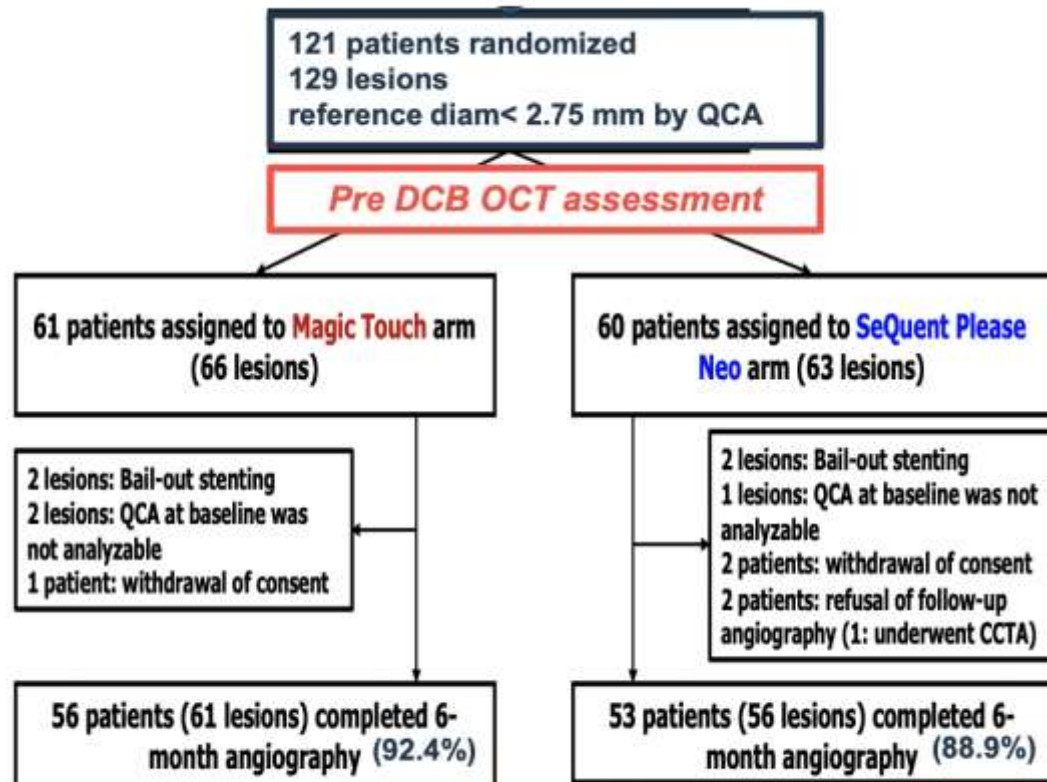 121 patients randomized
129 lesions
reference diam< 2.75 mm by QCA
Pre DCB OCT assessment
61 patients assigned to Magic Touch arm
(66 lesions)
60 patients assigned to SeQuent Please
Neo arm (63 lesions)
2 lesions: Bail-out stenting
2 lesions: QCA at baseline was
not analyzable
1 patient: withdrawal of consent
2 lesions: Bail-out stenting
1 lesions: QCA at baseline was not
analyzable
2 patients: withdrawal of consent
2 patients: refusal of follow-up
angiography (1: underwent CCTA)
56 patients (61 lesions) completed 6-
month angiography (92.4%)
53 patients (56 lesions) completed 6-
month angiography (88.9%)